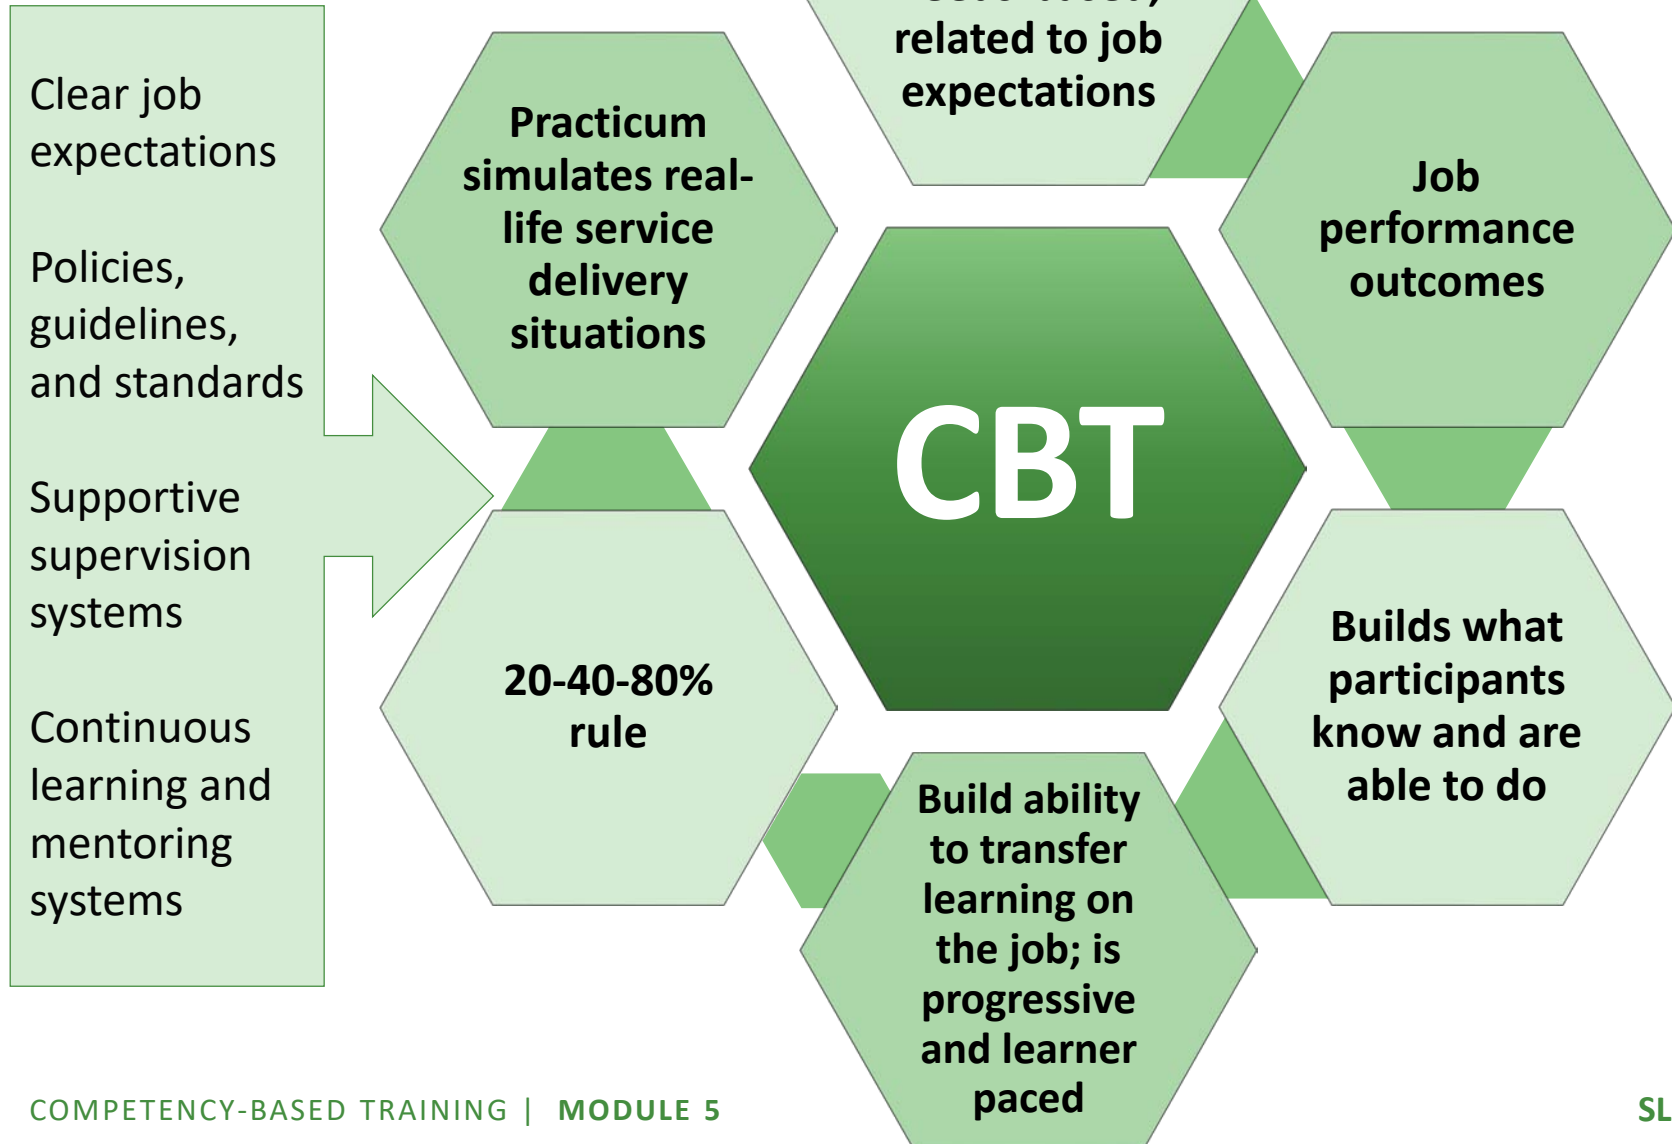 Clear job
expectations
Policies,
guidelines,
and standards
Supportive
supervision
systems
Continuous
learning and
mentoring
systems
related to job
expectations
Job
performance
outcomes
Builds what
participants
know and are
able to do
Build ability
to transfer
learning on
the job; is
progressive
and learner
paced
20-40-80%
rule
Practicum
simulates real-
life service
delivery
situations
CBT
COMPETENCY-BASED TRAINING | MODULE 5
SL